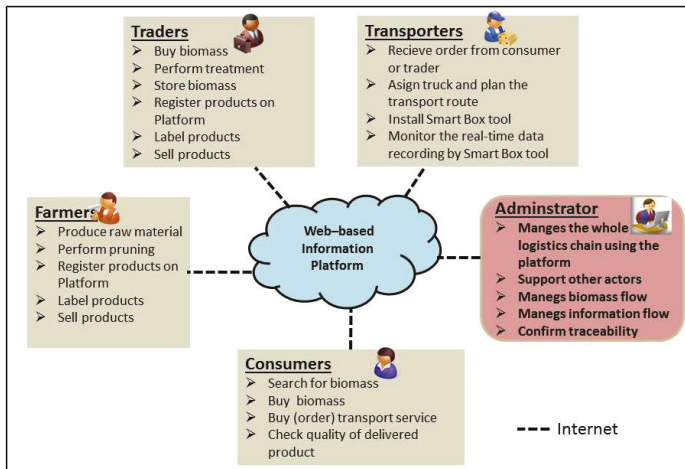 Traders
➢ Buy biomass
➢ Perform treatment
➢ Store biomass
➢ Register products on
Platform
➢ Label products
➢ Sell products
Transporters
➢ Recieve order from consumer
or trader
➢ Asign truck and plan the
transport route
➢ Install Smart Box tool
➢ Monitor the real-time data
recording by Smart Box tool
Farmers
➢ Produce raw material
➢ Perform pruning
➢ Register products on
Platform
➢ Label products
➢ Sell products
Web–based
Information
Platform
Adminstrator
➢ Manges the whole
logistics chain using the
platform
➢ Support other actors
➢ Manegs biomass flow
➢ Manegs information flow
➢ Confirm traceability
Consumers
➢ Search for biomass
➢ Buy biomass
➢ Buy (order) transport service
➢ Check quality of delivered
product
Internet